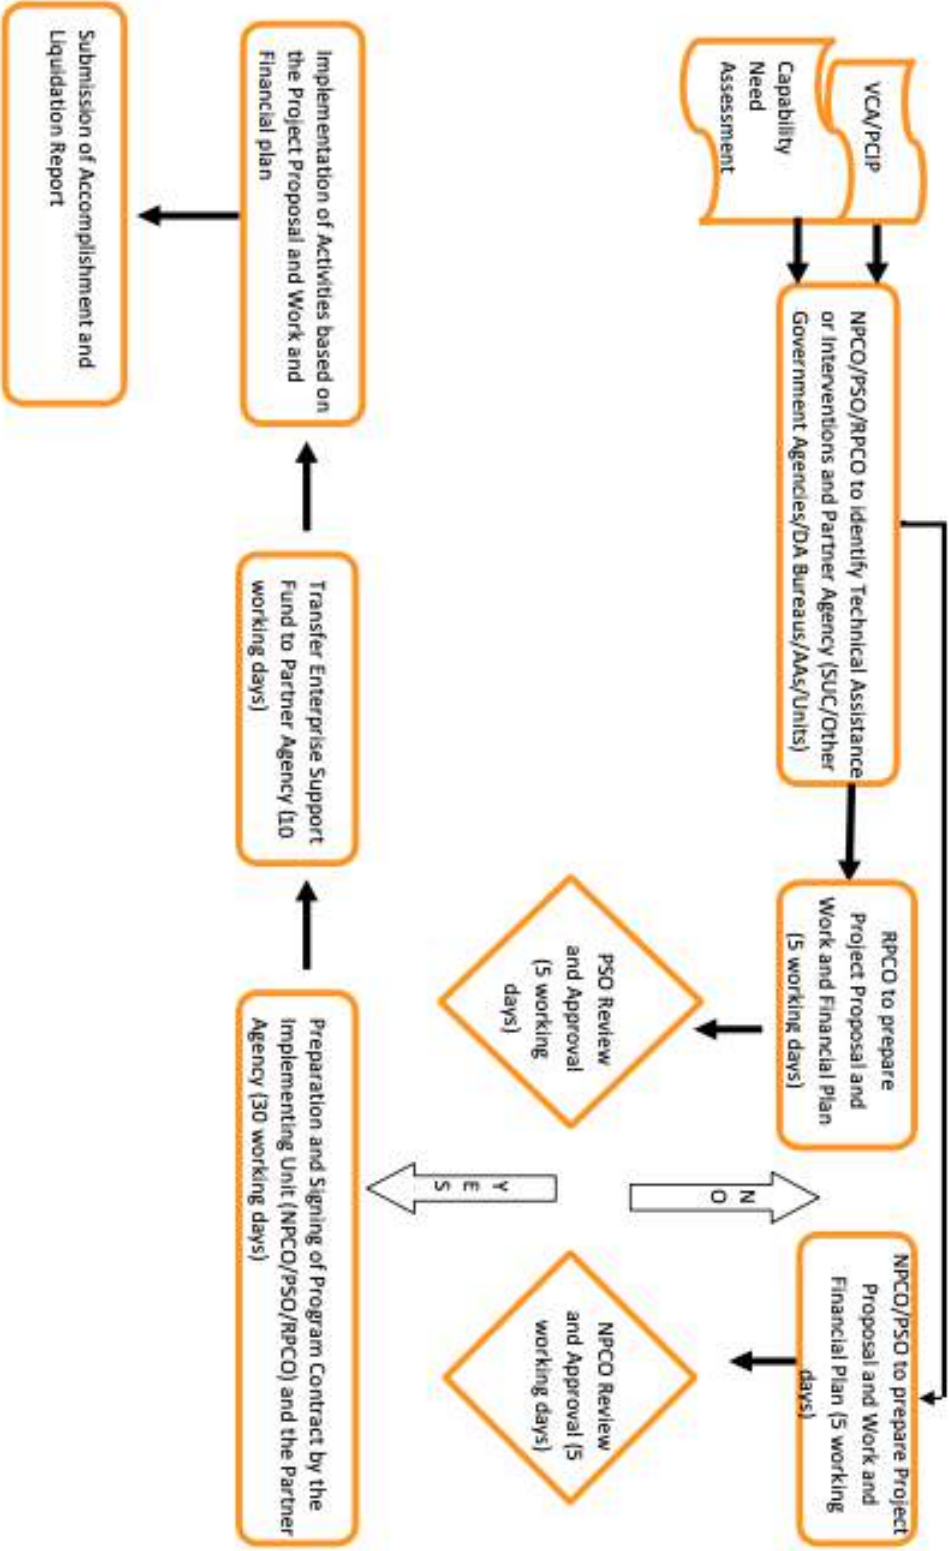 VCA/PCIP
Capability
Need
Assessment
NPCO/PSO/RPCO to identify Technical Assistance
or Interventions and Partner Agency (SUC/Other
Government Agencies/DA Bureaus/AAs/Units)
RPCO to prepare
Project Proposal and
Work and Financial Plan
(5 working days)
NPCO/PSO to prepare Project
Proposal and Work and
Financial Plan (5 working
days)
PSO Review
and Approval
(5 working
days)
NO
YES
NPCO Review
and Approval (5
working days)
Preparation and Signing of Program Contract by the
Implementing Unit (NPCO/PSO/RPCO) and the Partner
Agency (30 working days)
Transfer Enterprise Support
Fund to Partner Agency (10
working days)
Implementation of Activities based on
the Project Proposal and Work and
Financial plan
Submission of Accomplishment and
Liquidation Report